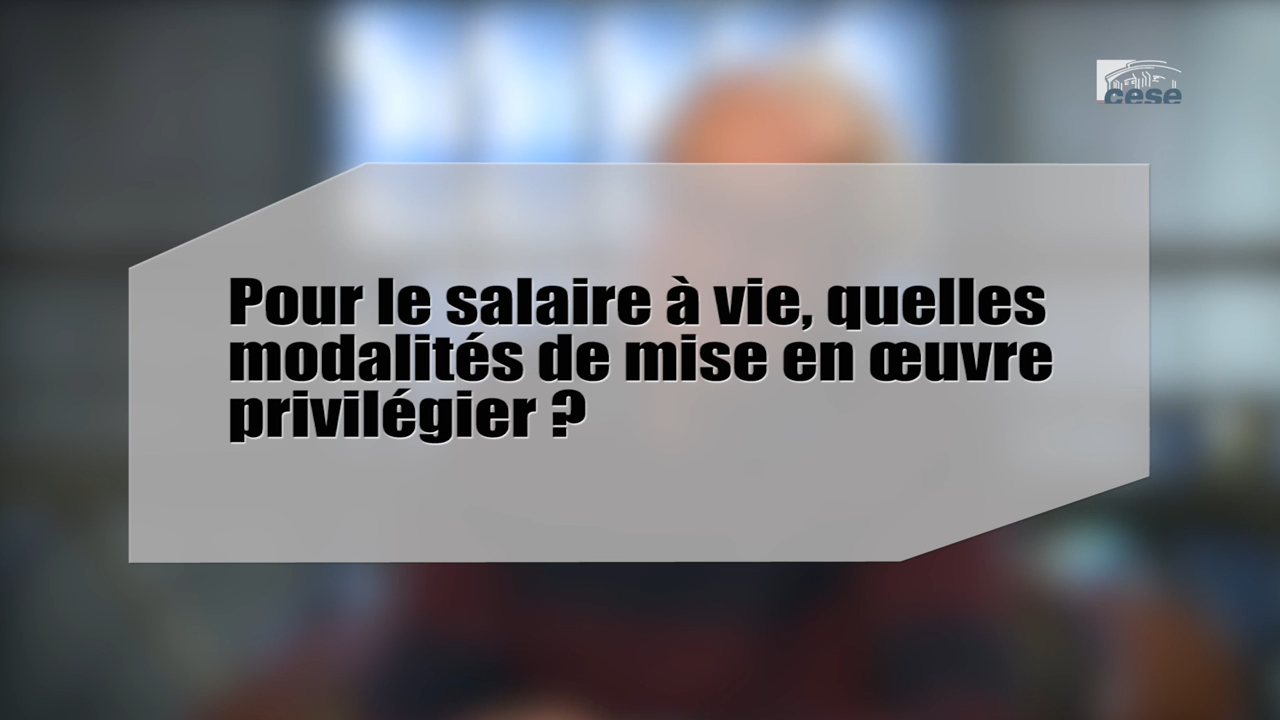 cese
Pour le salaire à vie, quelles
modalités de mise en œuvre
privilégier ?